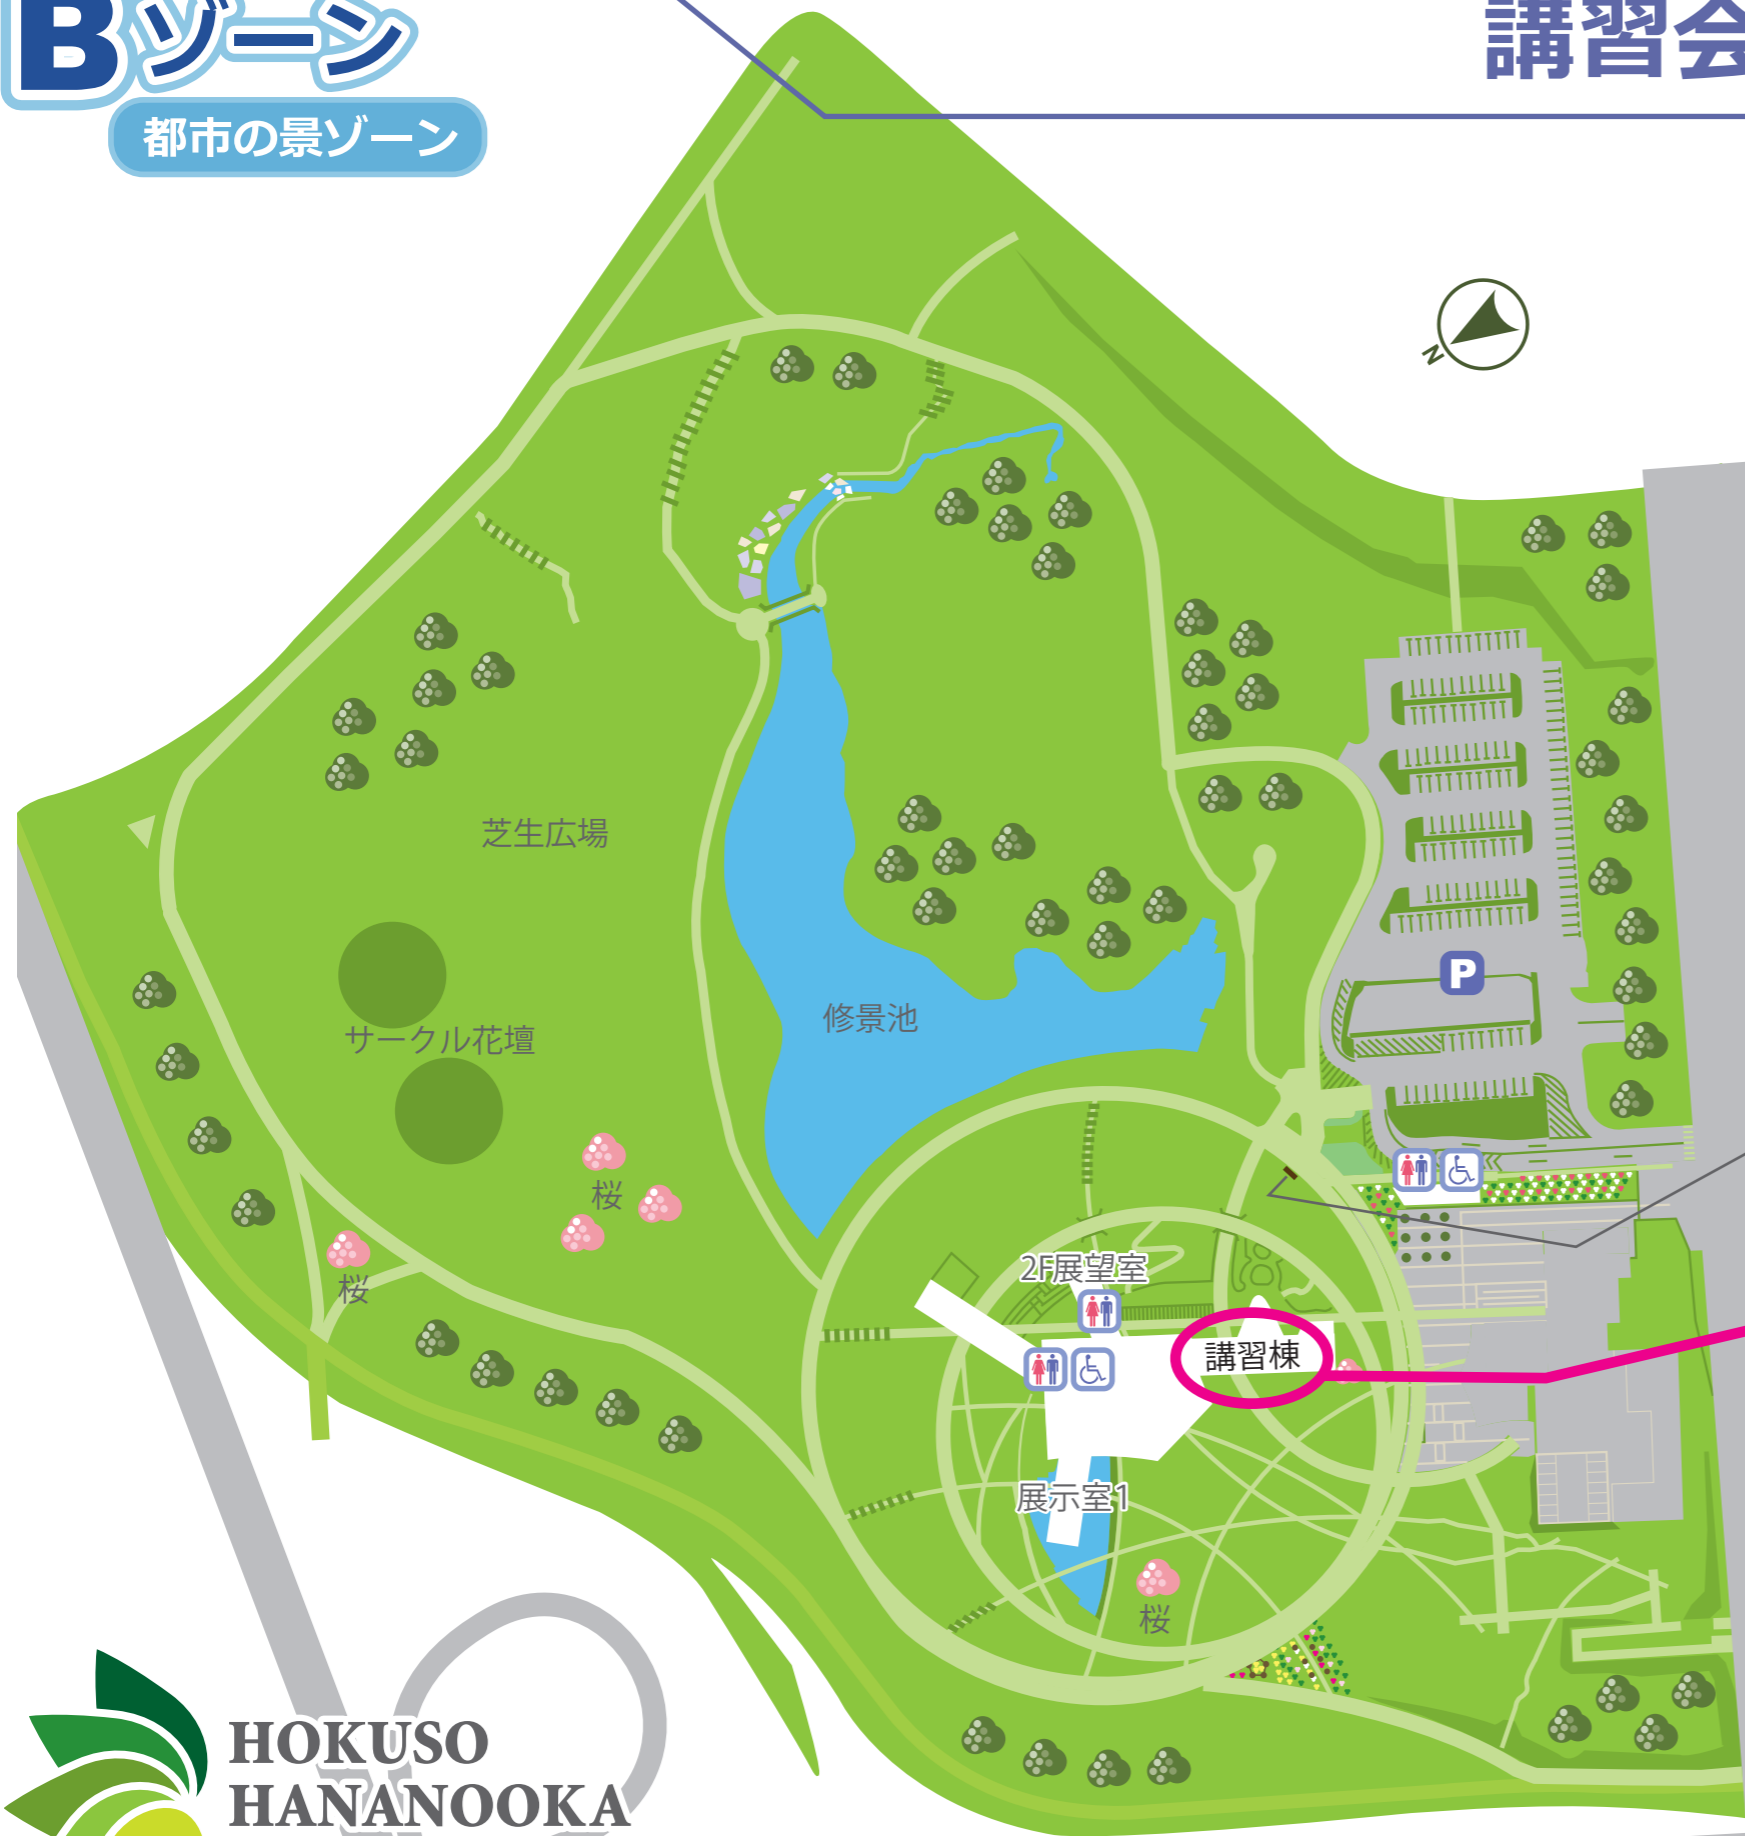 Bゾーン
講習会
都市の景ゾーン
N
芝生広場
P
修景池
サークル花壇
桜
2F展望室
桜
講習棟
展示室1
桜
HOKUSO
HANANOOKA